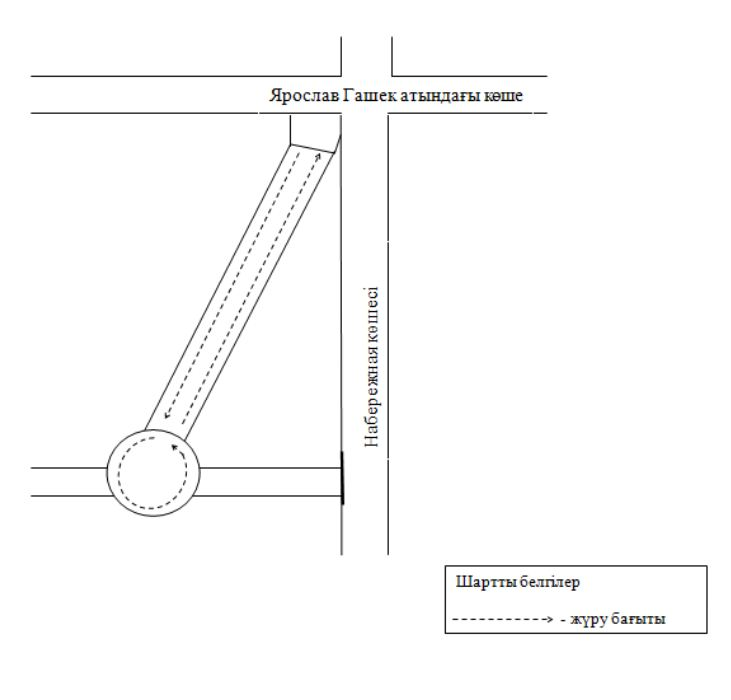 Ярослав Гашек атындағы көше
Набережная көшесі
Шартты белгілер
- жүру бағыты